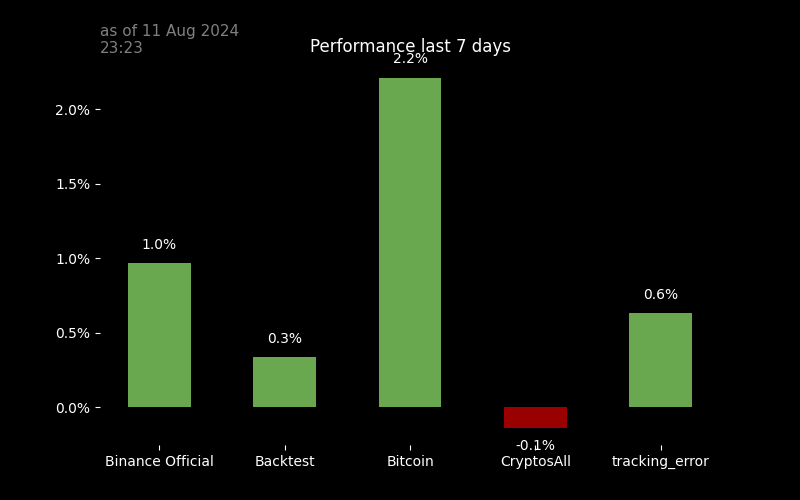 as of 11 Aug 2024
23:23
Performance last 7 days
2.2%
2.0%
1.5%
1.0%
1.0%
0.5%
0.3%
0.6%
0.0%
-0.1%
Binance Official
Backtest
Bitcoin
CryptosAll
tracking_error